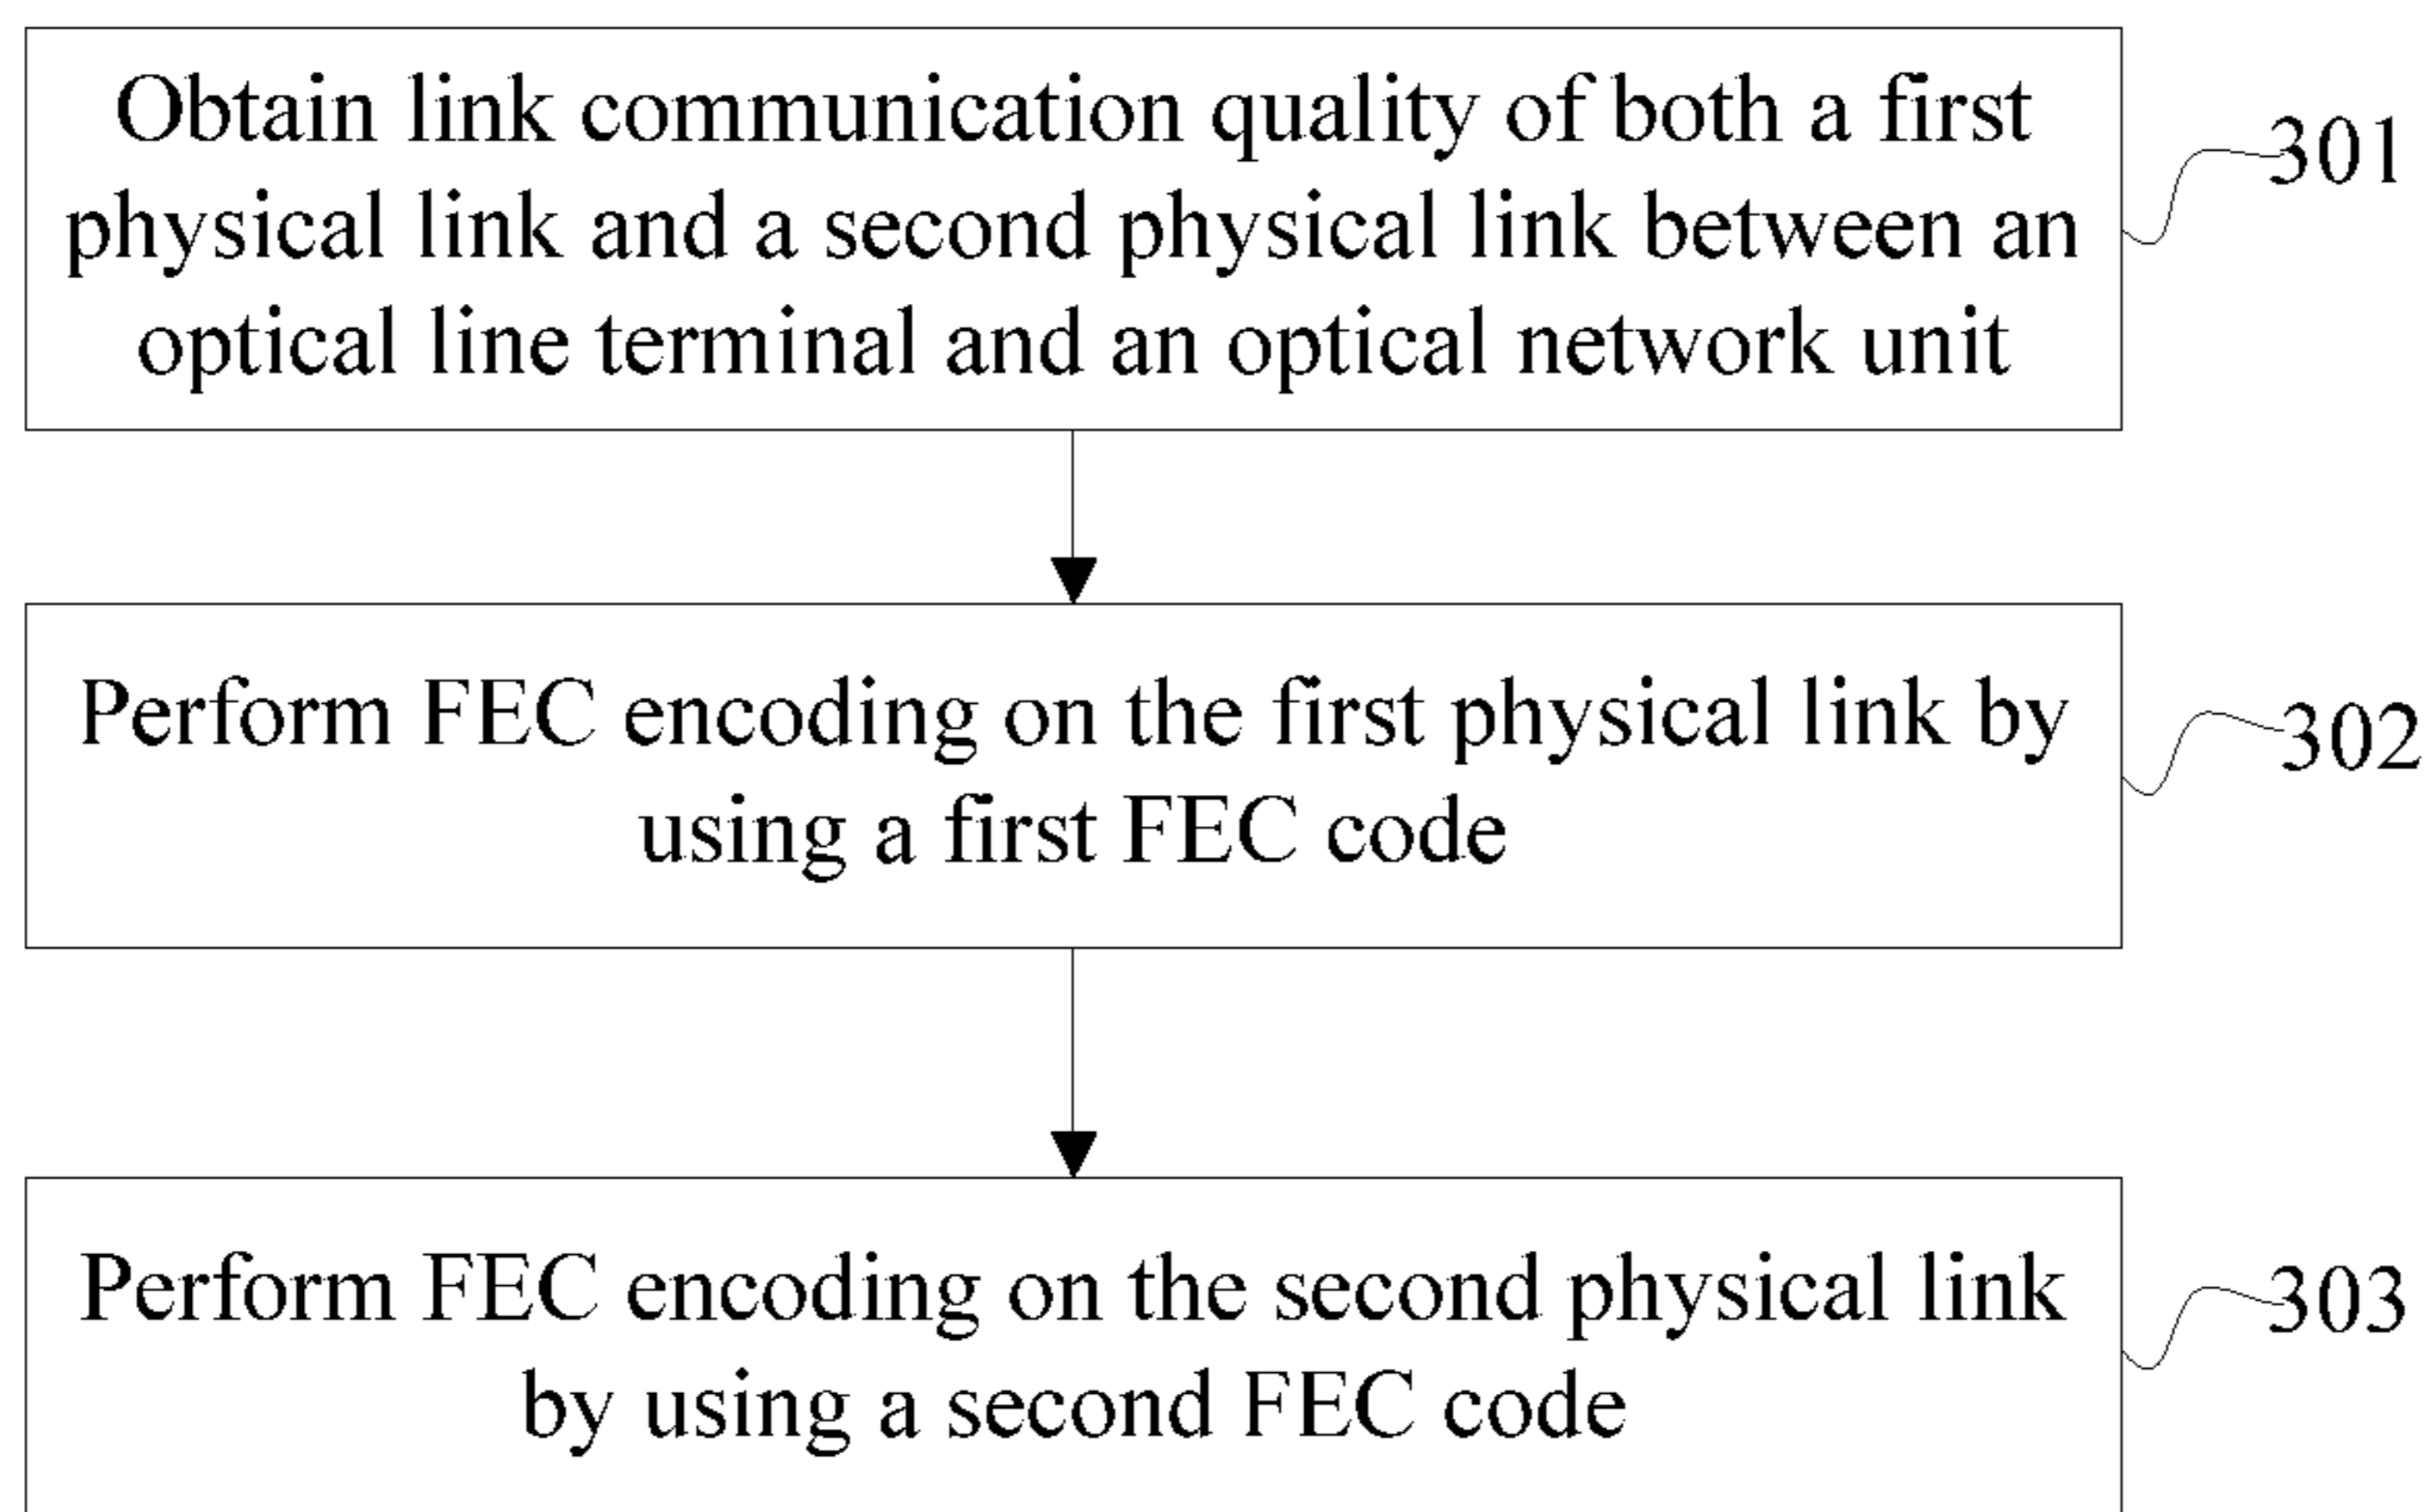 Obtain link communication quality of both a first
physical link and a second physical link between an
optical line terminal and an optical network unit
301
Perform FEC encoding on the first physical link by
using a first FEC code
302
Perform FEC encoding on the second physical link
by using a second FEC code
303